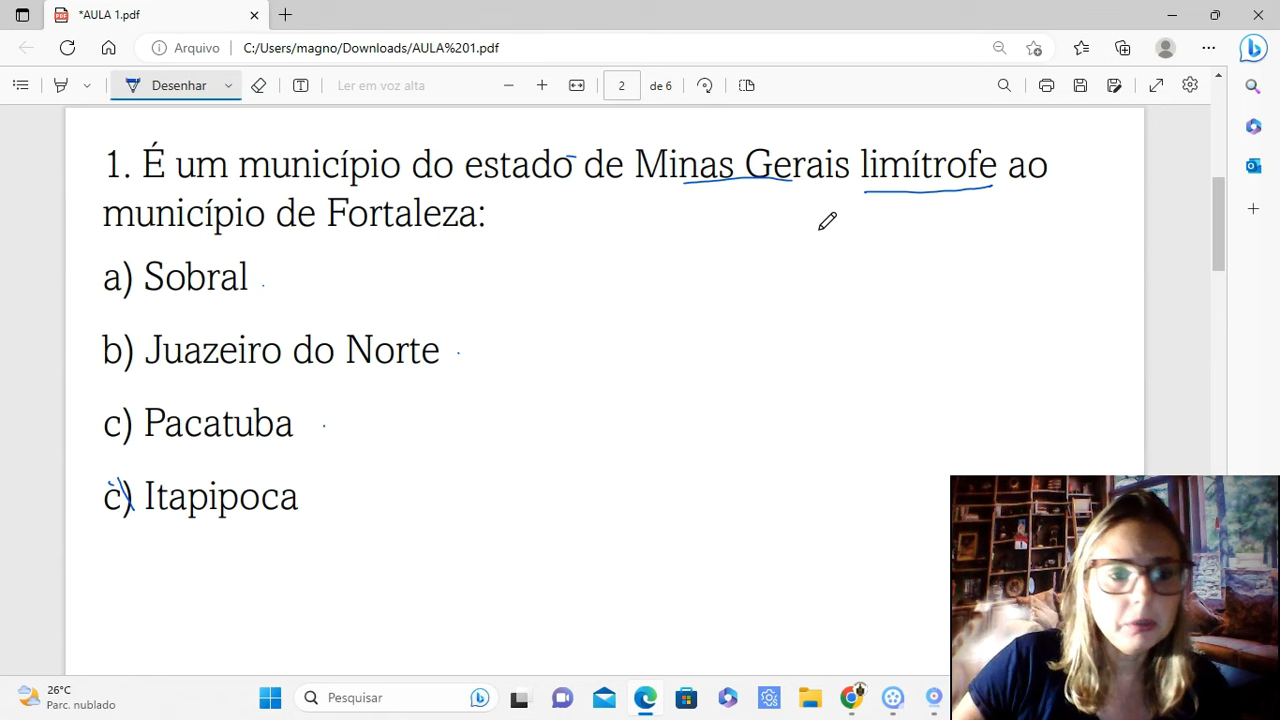 *AULA 1.pdf
Arquivo
C:/Users/magno/Downloads/AULA%201.pdf
Desenhar
Ler em voz alta
2
de 6
1. É um município do estado de Minas Gerais limítrofe ao
município de Fortaleza:
a) Sobral
b) Juazeiro do Norte
c) Pacatuba
c) Itapipoca
26°C
Parc. nublado
Pesquisar